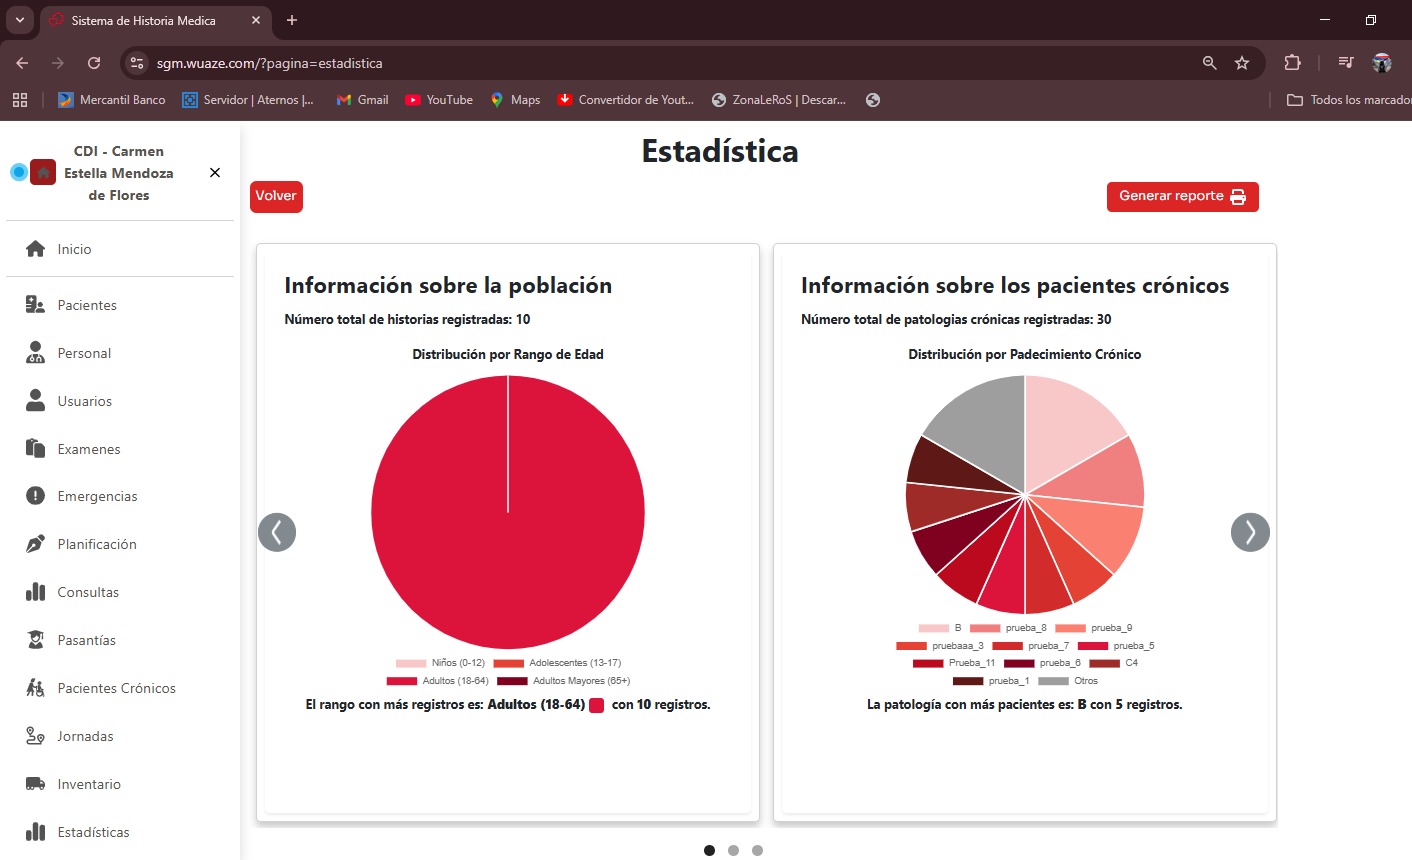 Sistema de Historia Medica
sgm.wuaze.com/?pagina=estadistica
Mercantil Banco
Servidor | Aternos |...
Gmail
YouTube
Maps
Convertidor de Yout...
ZonaLeRoS | Descar...
Todos los marcado
CDI - Carmen
Estella Mendoza
de Flores
Inicio
Pacientes
Personal
Usuarios
Examenes
Emergencias
Planificación
Consultas
Pasantías
Pacientes Crónicos
Jornadas
Inventario
Estadísticas
Estadística
Volver
Generar reporte
Información sobre la población
Número total de historias registradas: 10
Distribución por Rango de Edad
Niños (0-12) Adolescentes (13-17)
Adultos (18-64) Adultos Mayores (65+)
El rango con más registros es: Adultos (18-64) con 10 registros.
Información sobre los pacientes crónicos
Número total de patologias crónicas registradas: 30
Distribución por Padecimiento Crónico
B prueba_8 prueba_9
pruebaaa_3 prueba_7 prueba_5
Prueba_11 prueba_6 C4
prueba_1 Otros
La patología con más pacientes es: B con 5 registros.